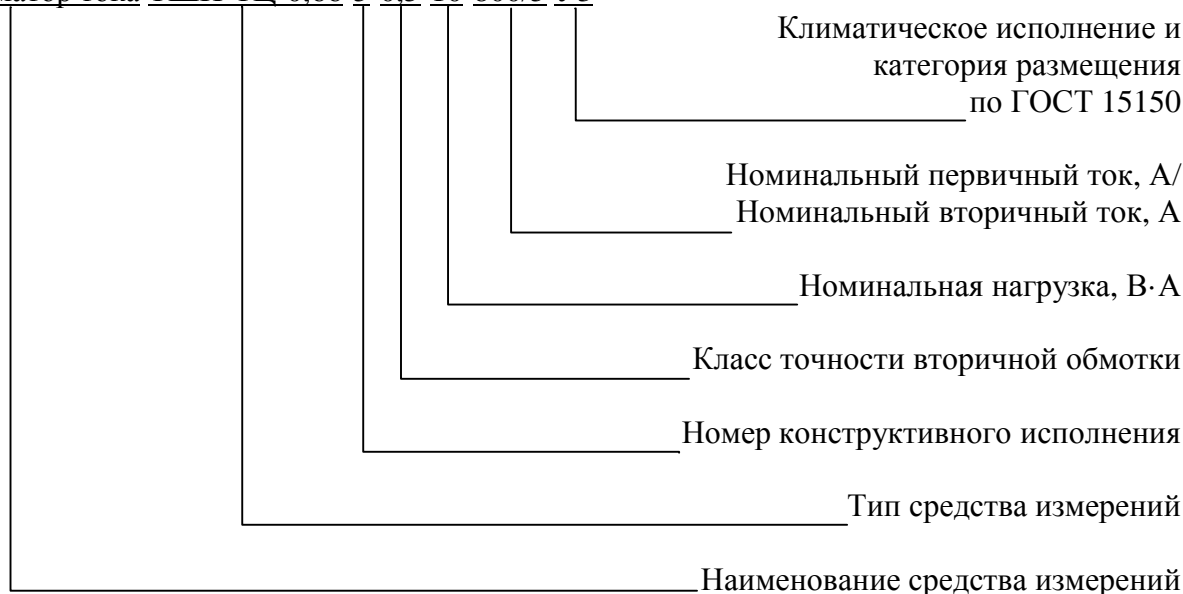 тока
Климатическое исполнение и
категория размещения
по ГОСТ 15150
Номинальный первичный ток, А/
Номинальный вторичный ток, А
Номинальная нагрузка, В·А
Класс точности вторичной обмотки
Номер конструктивного исполнения
Тип средства измерений
Наименование средства измерений